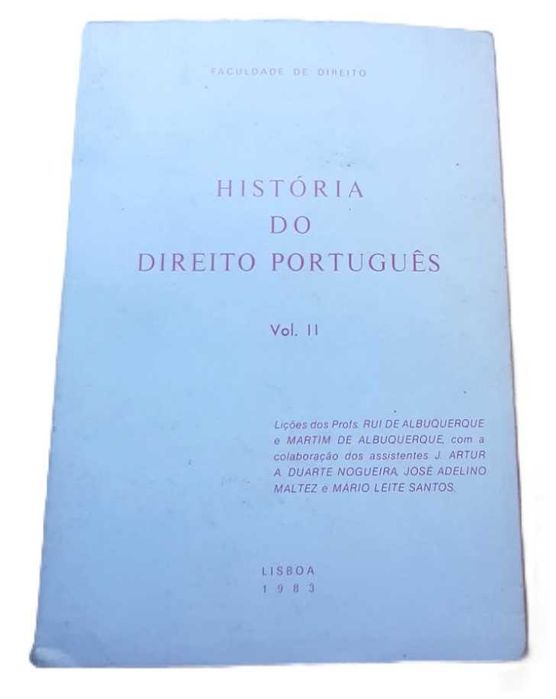 FACULDADE DE DIREITO
HISTÓRIA
DO
DIREITO PORTUGUÊS
Vol. II
Lições dos Profs. RUI DE ALBUQUERQUE
e MARTIM DE ALBUQUERQUE, com a
colaboração dos assistentes J. ARTUR
A. DUARTE NOGUEIRA, JOSÉ ADELINO
MALTEZ e MÁRIO LEITE SANTOS.
LISBOA
1983